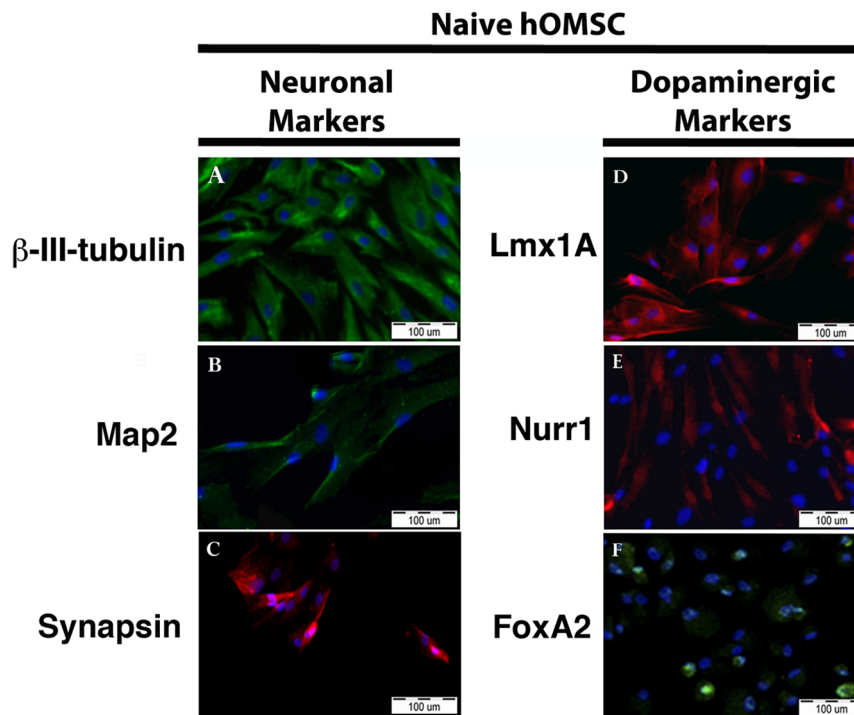 Naive hOMSC
Neuronal
Markers
Dopaminergic
Markers
β-III-tubulin
A
100 um
Lmx1A
D
100 um
Map2
B
100 um
Nurr1
E
100 um
Synapsin
C
100 um
FoxA2
F
100 um